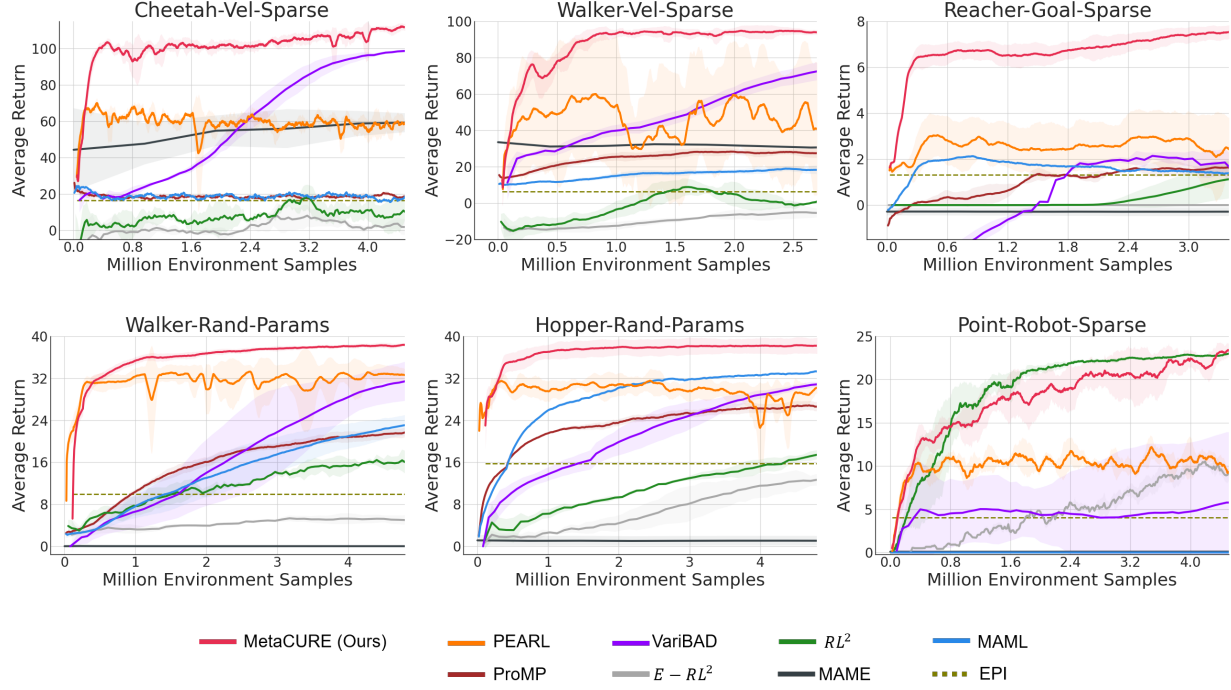 Cheetah-Vel-Sparse
Average Return
100
80
60
40
20
0
0.0 0.8 1.6 2.4 3.2 4.0
Million Environment Samples
Walker-Vel-Sparse
Average Return
100
80
60
40
20
0
−20
0.0 0.5 1.0 1.5 2.0 2.5
Million Environment Samples
Reacher-Goal-Sparse
Average Return
8
6
4
2
0
0.0 0.6 1.2 1.8 2.4 3.0
Million Environment Samples
Walker-Rand-Params
Average Return
40
32
24
16
8
0
0 1 2 3 4
Million Environment Samples
Hopper-Rand-Params
Average Return
40
32
24
16
8
0
0 1 2 3 4
Million Environment Samples
Point-Robot-Sparse
Average Return
25
20
15
10
5
0
0.0 0.8 1.6 2.4 3.2 4.0
Million Environment Samples
MetaCURE (Ours) PEARL VariBAD RL² MAML
ProMP E − RL² MAME EPI